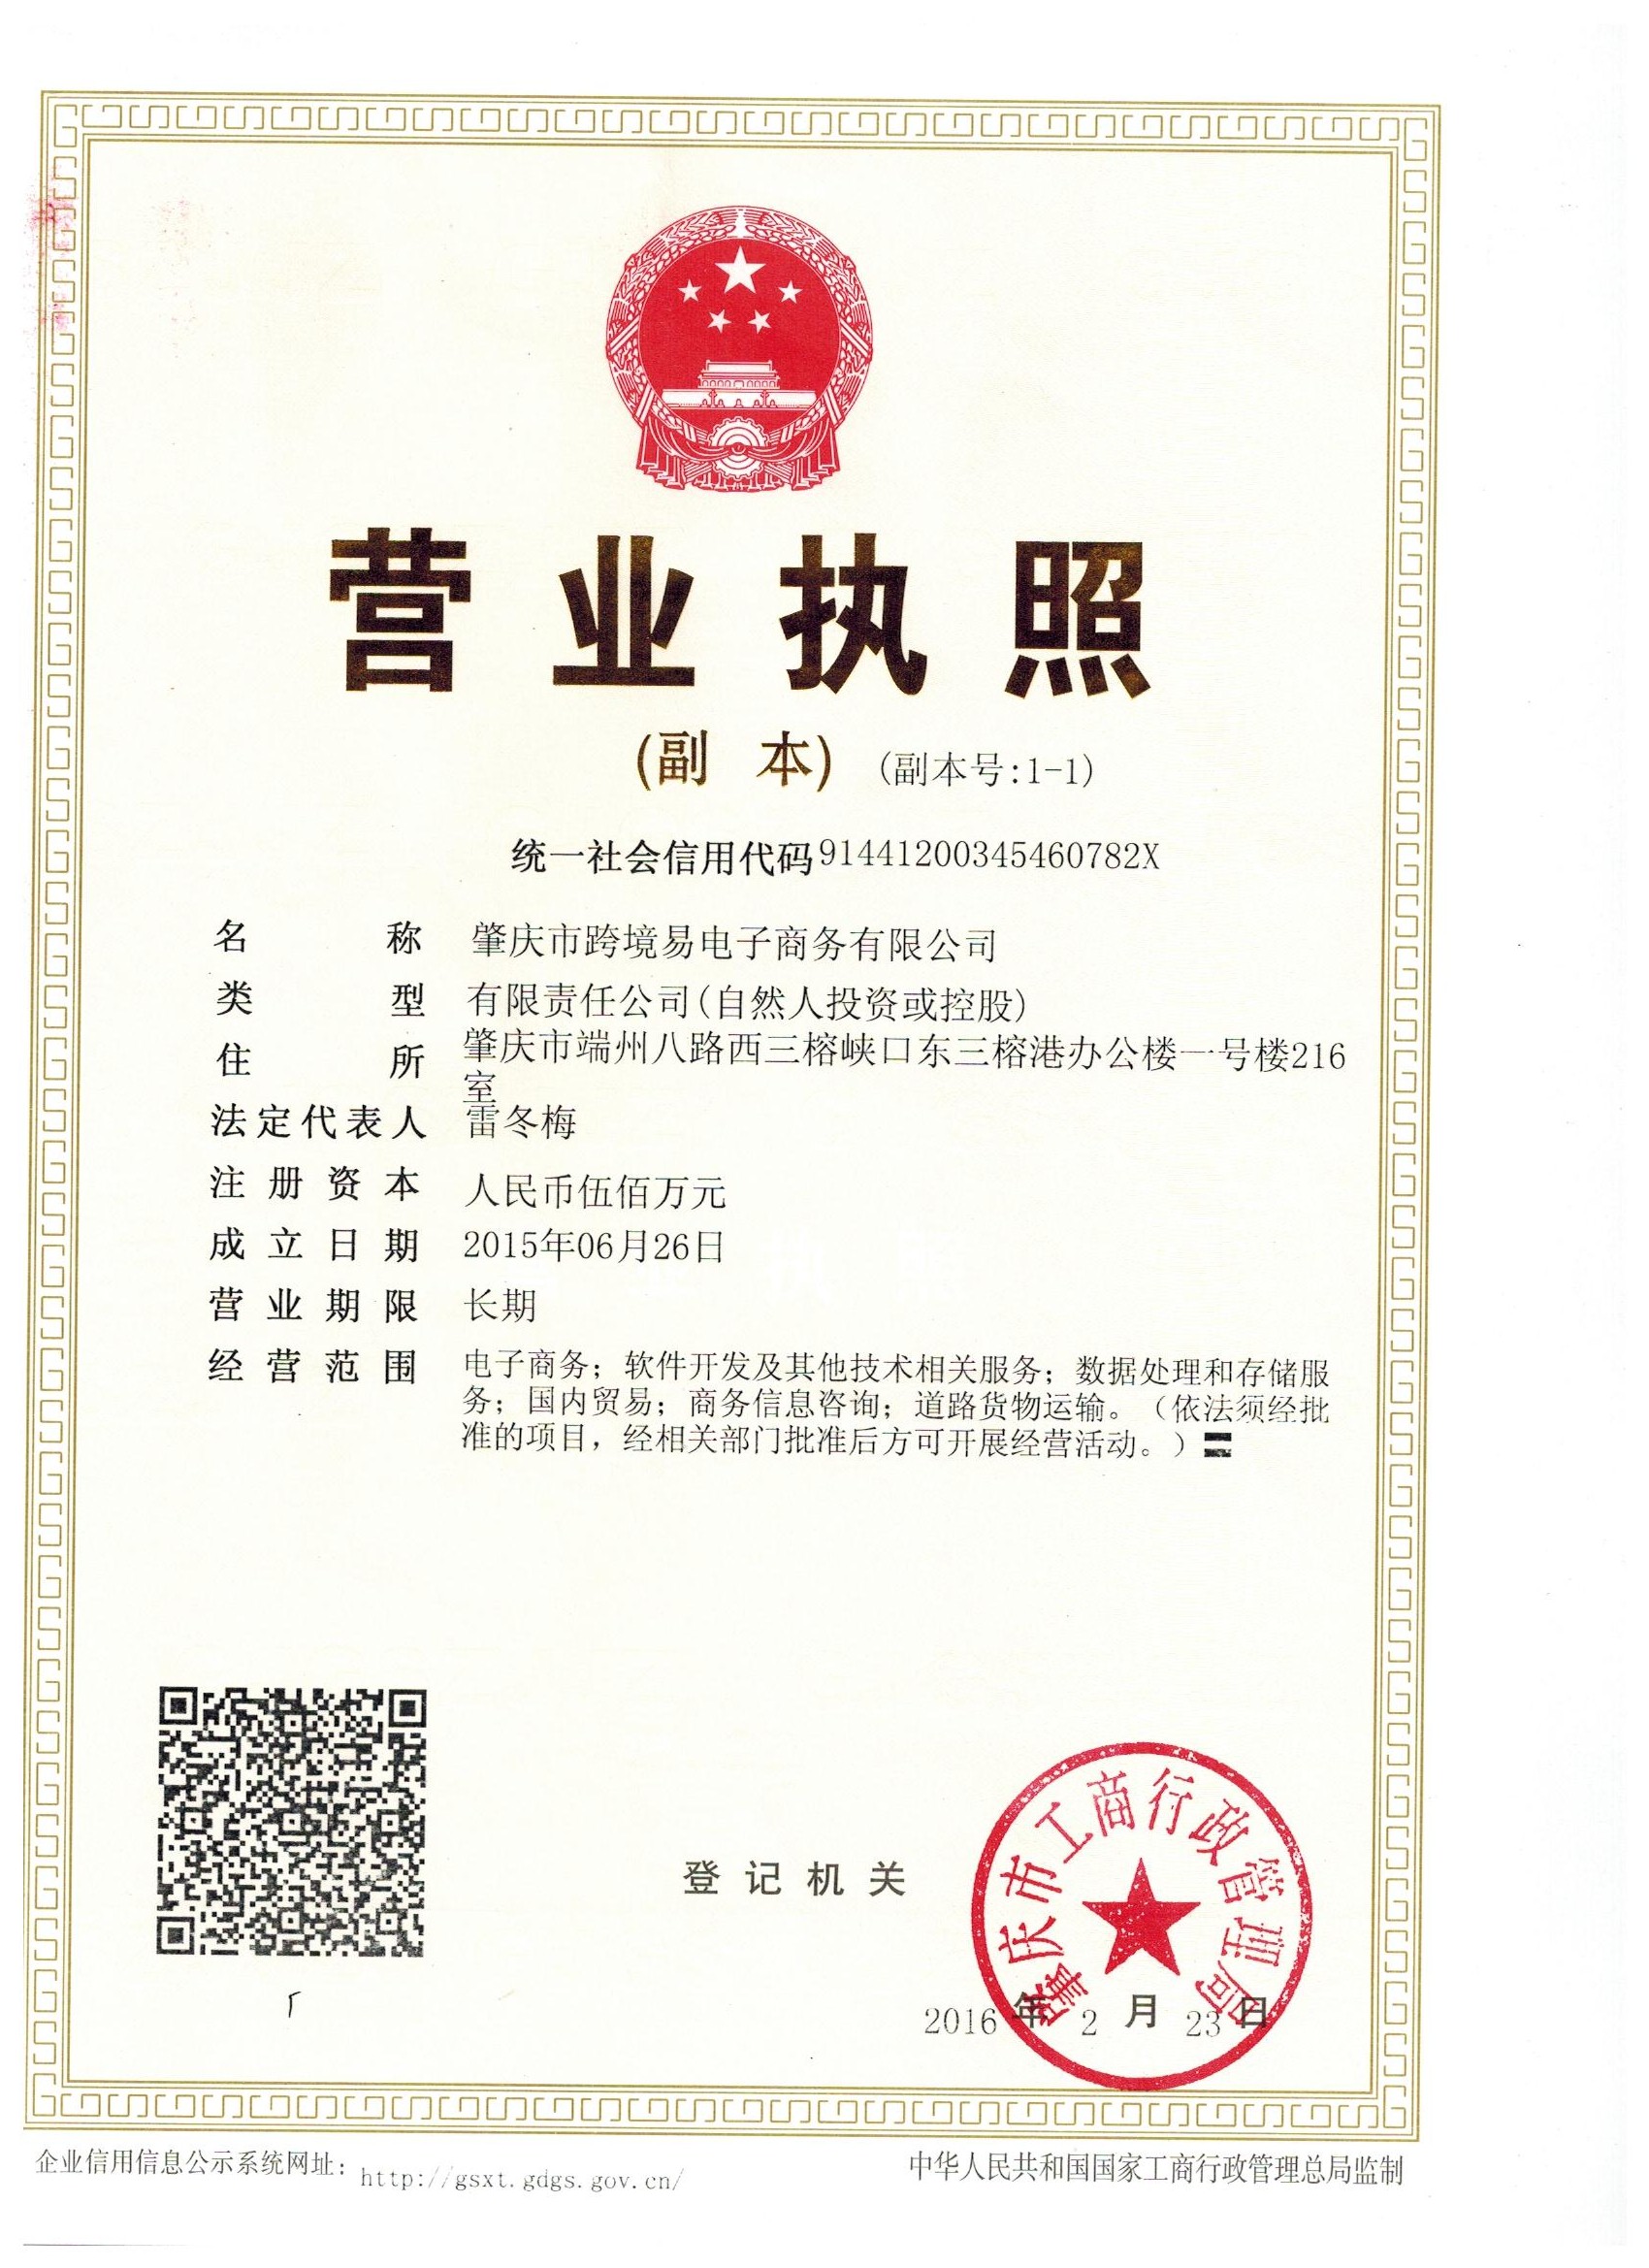 营业执照
(副 本) (副本号:1-1)
统一社会信用代码91441200345460782X
名称 肇庆市跨境易电子商务有限公司
类型 有限责任公司(自然人投资或控股)
住所 肇庆市端州八路西三榕峡口东三榕港办公楼一号楼216
室
法定代表人 雷冬梅
注册资本 人民币伍佰万元
成立日期 2015年06月26日
营业期限 长期
经营范围 电子商务；软件开发及其他技术相关服务；数据处理和存储服
务；国内贸易；商务信息咨询；道路货物运输。（依法须经批
准的项目，经相关部门批准后方可开展经营活动。）
肇庆市工商行政管理局
登记机关
2016 年 2 月 23 日
企业信用信息公示系统网址： http://gsxt.gdgs.gov.cn/
中华人民共和国国家工商行政管理总局监制